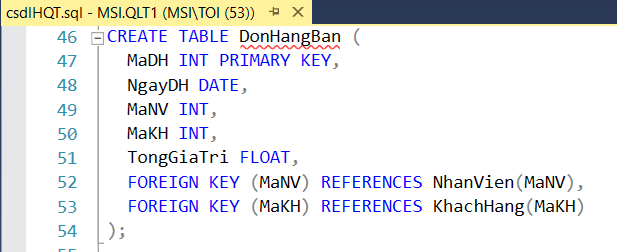 csdlHQT.sql - MSI.QLT1 (MSI\TOI (53))
46 CREATE TABLE DonHangBan (
47 MaDH INT PRIMARY KEY,
48 NgayDH DATE,
49 MaNV INT,
50 MaKH INT,
51 TongGiaTri FLOAT,
52 FOREIGN KEY (MaNV) REFERENCES NhanVien(MaNV),
53 FOREIGN KEY (MaKH) REFERENCES KhachHang(MaKH)
54 );